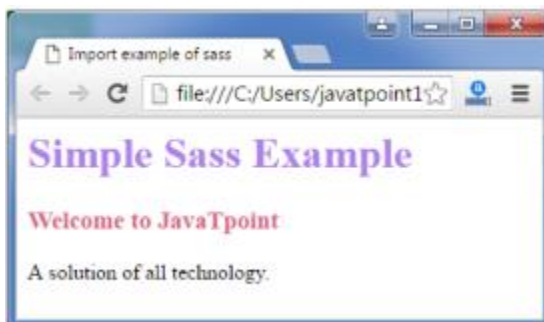 Import example of sass
file:///C:/Users/javatpoint1
Simple Sass Example
Welcome to JavaTpoint
A solution of all technology.